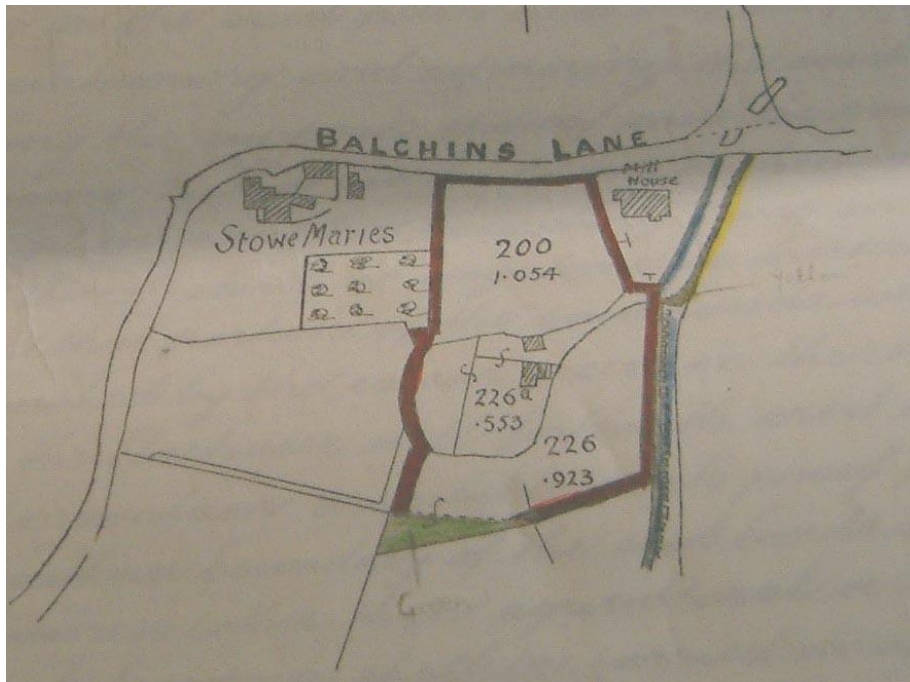 BALCHINS LANE
Mill
House
Stowe Maries
200
1.054
226a
.553
226
.923
Green